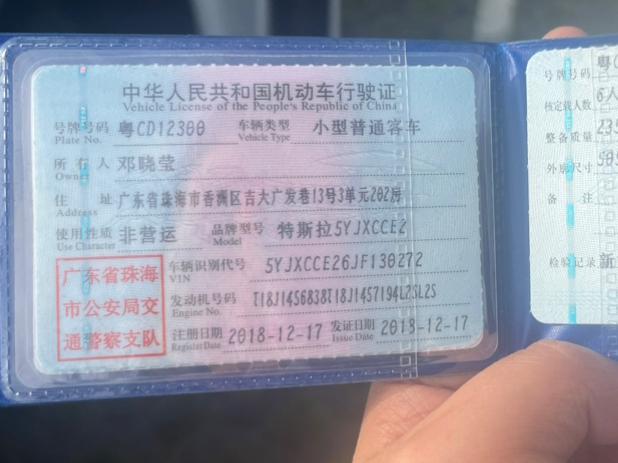 中华人民共和国机动车行驶证
Vehicle License of the People's Republic of China
号牌号码 粤CD12300 车辆类型 小型普通客车
Plate No. Vehicle Type
所有人 邓晓莹
Owner
住址 广东省珠海市香洲区吉大广发巷13号3单元202房
Address
使用性质 非营运 品牌型号 特斯拉5YJXCCE2
Use Character Model
车辆识别代号 5YJXCCE26JF130272
VIN
发动机号码 T18J1456838T18J1457194L2SL2S
Engine No.
注册日期 2018-12-17 发证日期 2018-12-17
Register Date Issue Date
广东省珠海
市公安局交
通警察支队
号牌号码
核定载人数 6人
整备质量
外廓尺寸
备注
检验记录